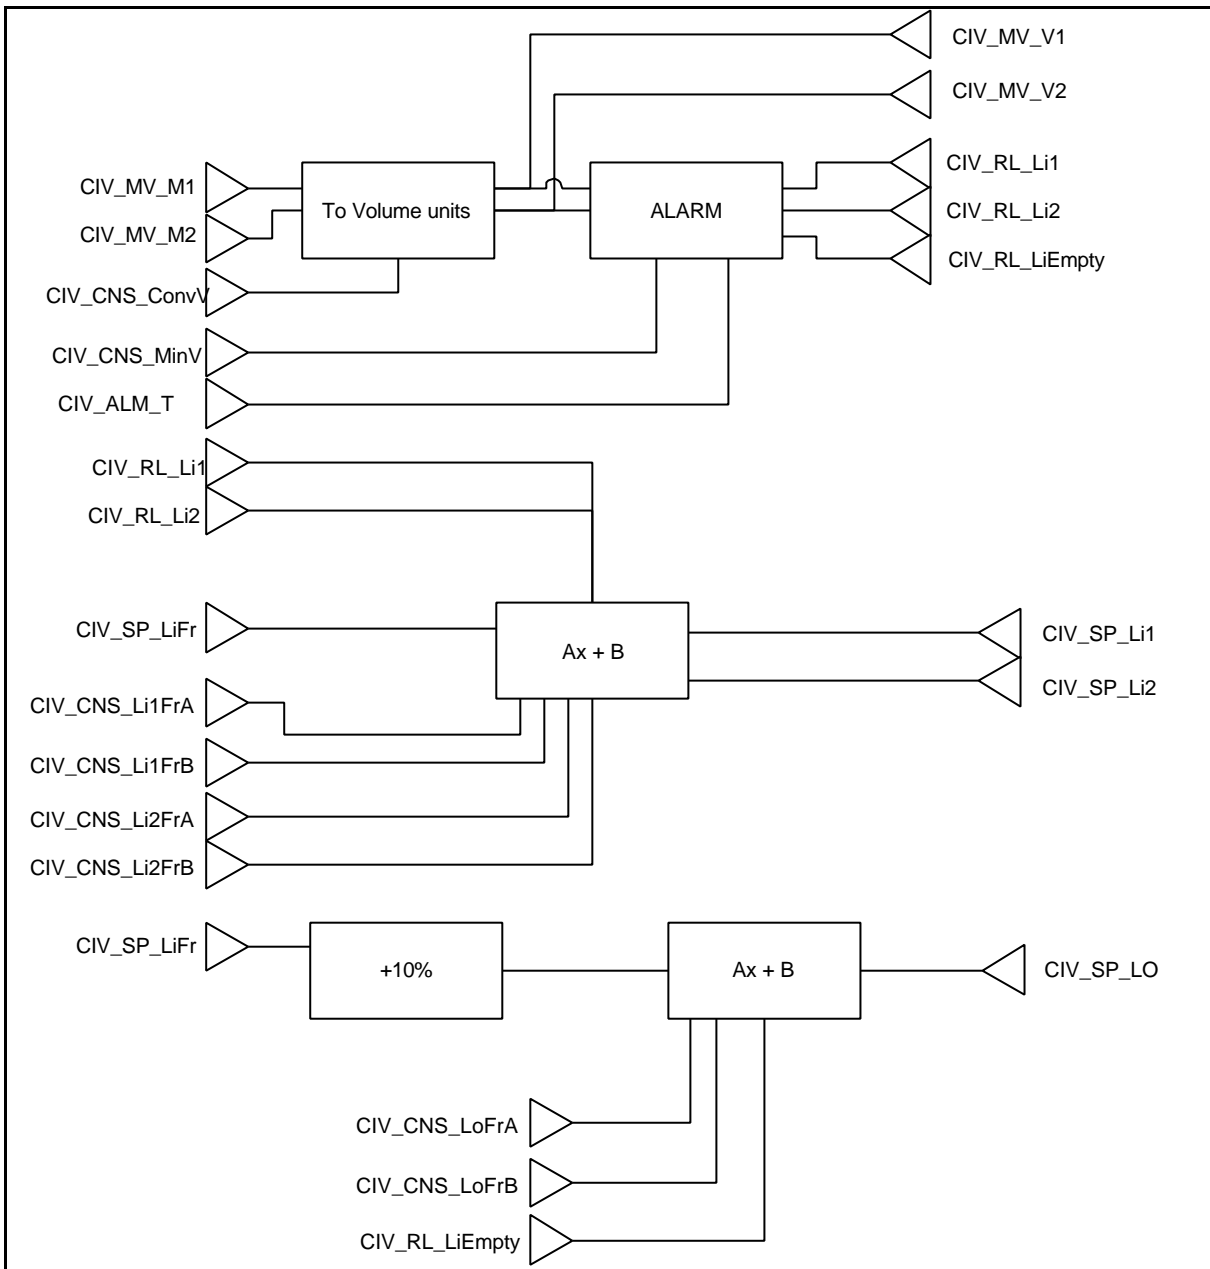 CIV_MV_V1
CIV_MV_V2
CIV_MV_M1
To Volume units
ALARM
CIV_RL_Li1
CIV_RL_Li2
CIV_MV_M2
CIV_RL_LiEmpty
CIV_CNS_ConvV
CIV_CNS_MinV
CIV_ALM_T
CIV_RL_Li1
CIV_RL_Li2
CIV_SP_LiFr
Ax + B
CIV_SP_Li1
CIV_SP_Li2
CIV_CNS_Li1FrA
CIV_CNS_Li1FrB
CIV_CNS_Li2FrA
CIV_CNS_Li2FrB
CIV_SP_LiFr
+10%
Ax + B
CIV_SP_LO
CIV_CNS_LoFrA
CIV_CNS_LoFrB
CIV_RL_LiEmpty